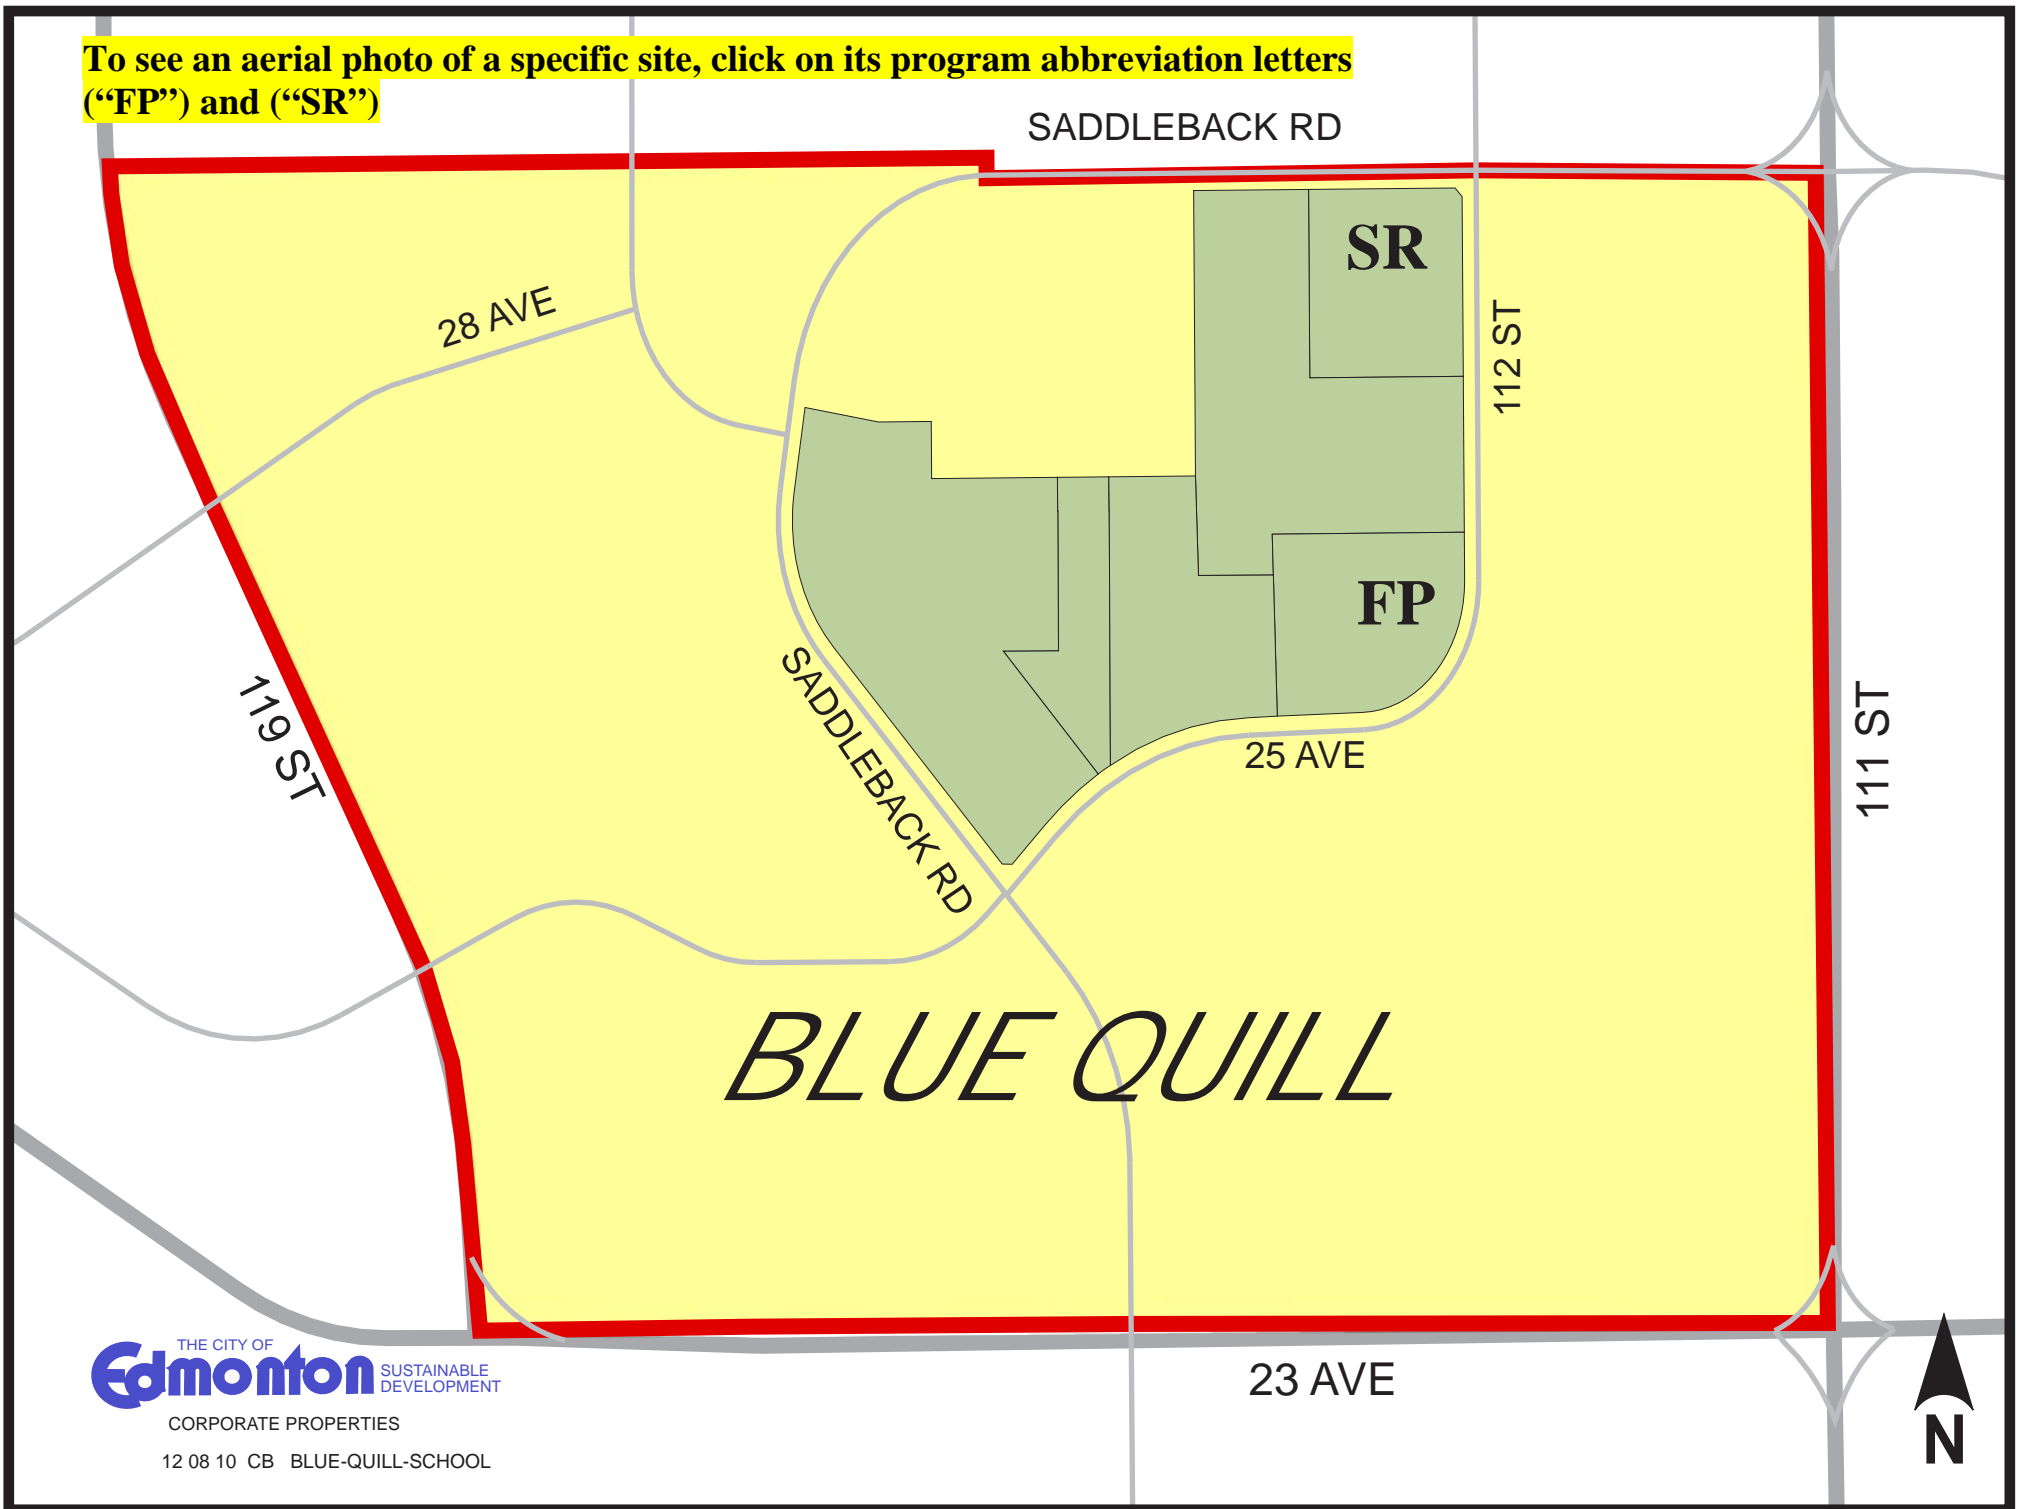 To see an aerial photo of a specific site, click on its program abbreviation letters
(“FP”) and (“SR”)
SADDLEBACK RD
SR
28 AVE
112 ST
FP
SADDLEBACK RD
119 ST
25 AVE
111 ST
BLUE QUILL
23 AVE
THE CITY OF
Edmonton
SUSTAINABLE
DEVELOPMENT
CORPORATE PROPERTIES
12 08 10 CB BLUE-QUILL-SCHOOL
N